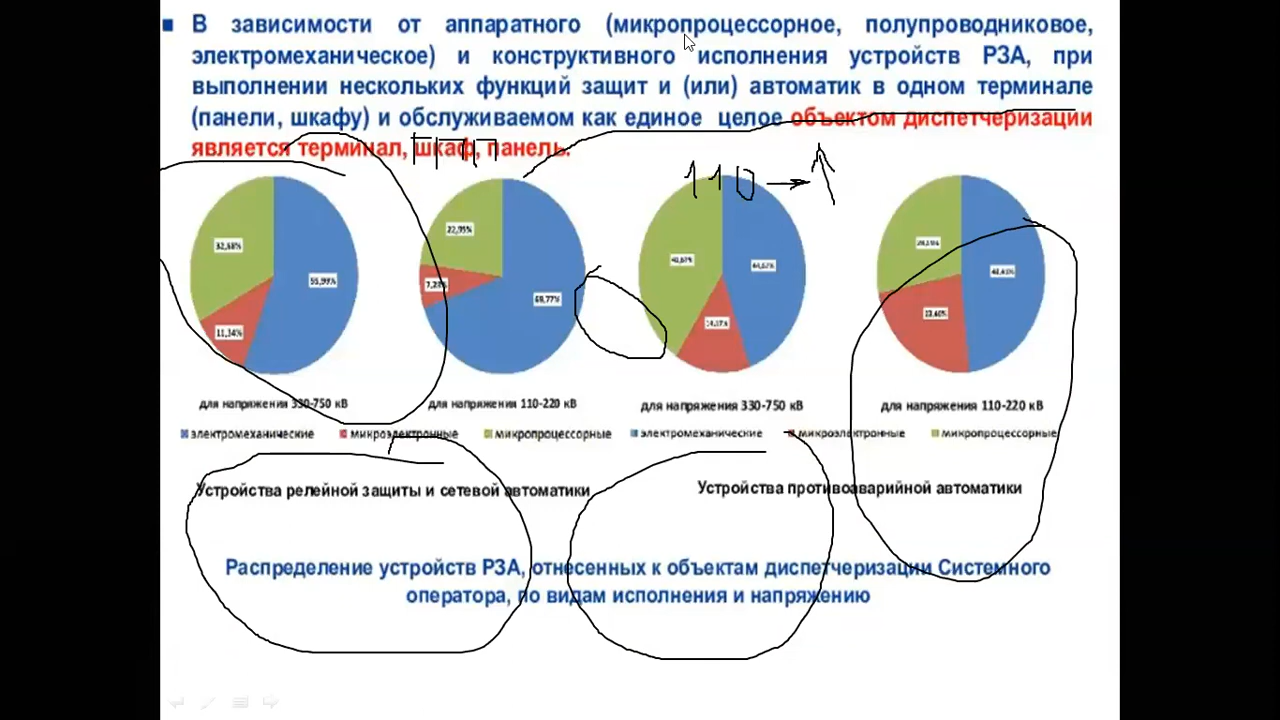 В зависимости от аппаратного (микропроцессорное, полупроводниковое,
электромеханическое) и конструктивного исполнения устройств РЗА, при
выполнении нескольких функций защит и (или) автоматик в одном терминале
(панели, шкафу) и обслуживаемом как единое целое объектом диспетчеризации
является терминал, шкаф, панель.
110 →
32,68%
55,99%
11,34%
22,95%
7,28%
69,77%
для напряжения 330-750 кВ
для напряжения 110-220 кВ
для напряжения 330-750 кВ
для напряжения 110-220 кВ
электромеханические микроэлектронные микропроцессорные
электромеханические микроэлектронные микропроцессорные
Устройства релейной защиты и сетевой автоматики
Устройства противоаварийной автоматики
Распределение устройств РЗА, отнесенных к объектам диспетчеризации Системного
оператора, по видам исполнения и напряжению